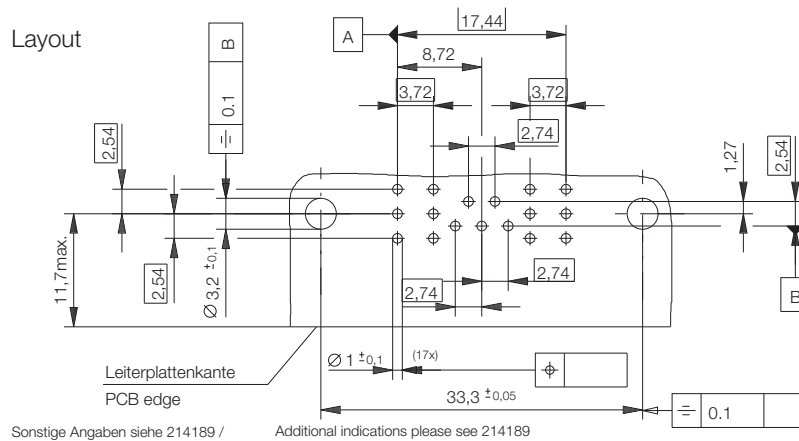 Layout
B
0.1
A
17,44
8,72
3,72
3,72
2,74
2,54
1,27
2,54
11,7max.
2,54
Ø 3,2 ±0,1
2,74
2,74
B
Ø 1 ±0,1 (17x)
Leiterplattenkante
PCB edge
33,3 ±0,05
0.1
Sonstige Angaben siehe 214189 / Additional indications please see 214189